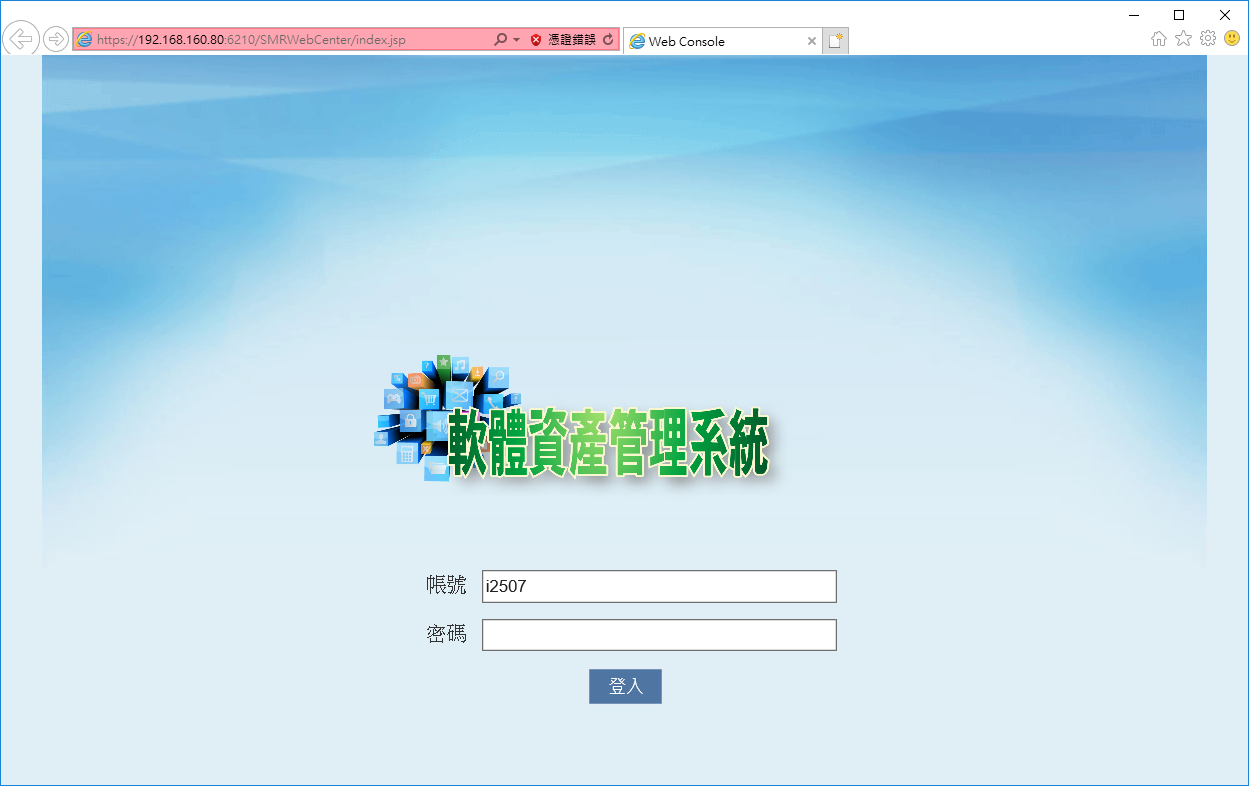 https://192.168.160.80:6210/SMRWebCenter/index.jsp
憑證錯誤
Web Console
軟體資產管理系統
帳號 i2507
密碼
登入